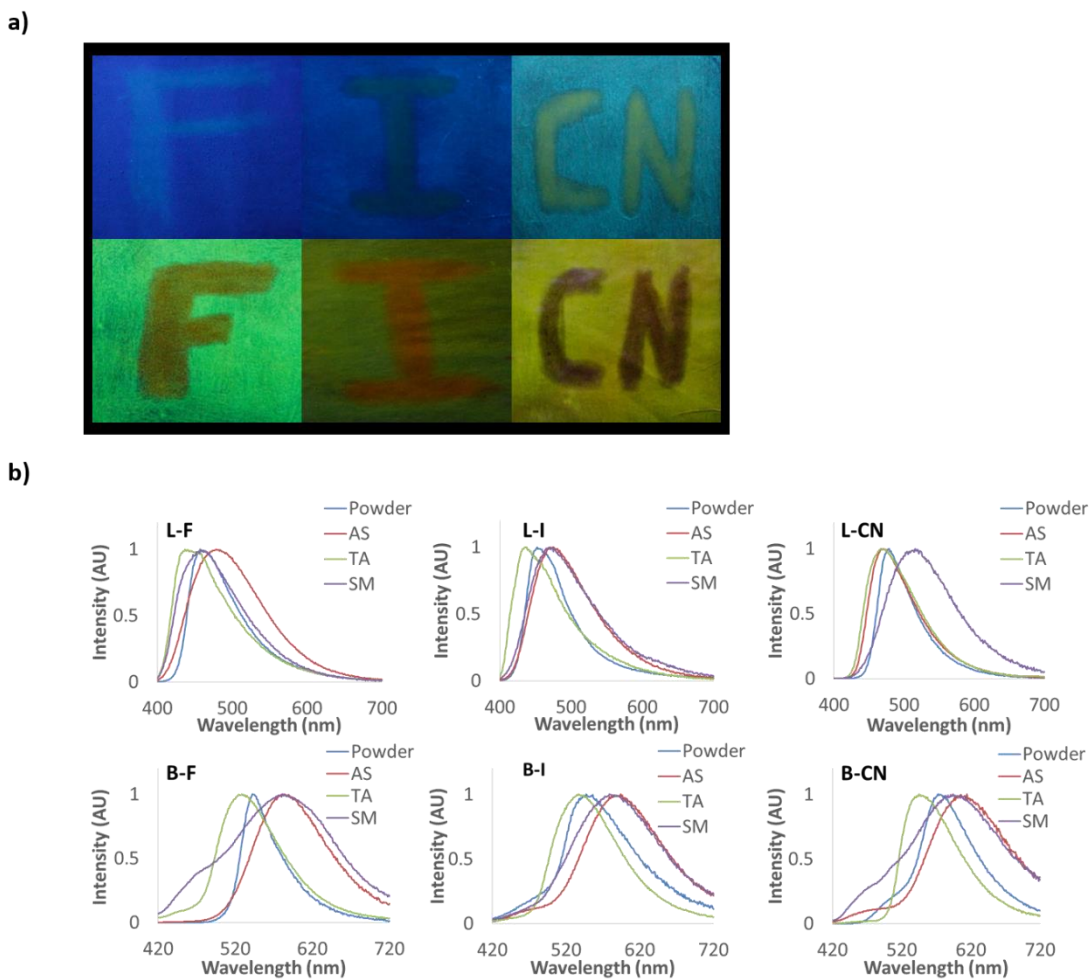 a)
F I CN
F I CN
b)
L-F
Intensity (AU)
1
0.5
0
400 500 600 700
Wavelength (nm)
Powder
AS
TA
SM
L-I
Intensity (AU)
1
0.5
0
400 500 600 700
Wavelength (nm)
Powder
AS
TA
SM
L-CN
Intensity (AU)
1
0.5
0
400 500 600 700
Wavelength (nm)
Powder
AS
TA
SM
B-F
Intensity (AU)
1
0.5
0
420 520 620 720
Wavelength (nm)
Powder
AS
TA
SM
B-I
Intensity (AU)
1
0.5
0
420 520 620 720
Wavelength (nm)
Powder
AS
TA
SM
B-CN
Intensity (AU)
1
0.5
0
420 520 620 720
Wavelength (nm)
Powder
AS
TA
SM